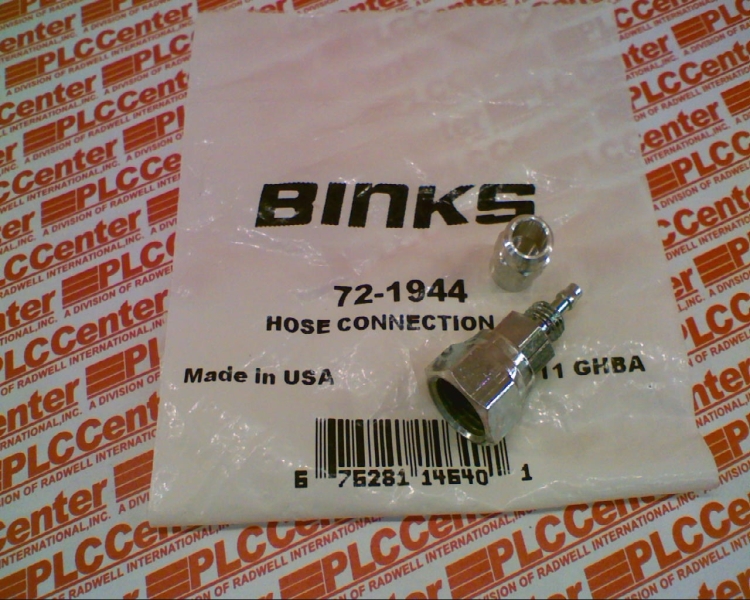 BINKS
72-1944
HOSE CONNECTION
Made in USA
11 GHBA
6 76281 14640 1
PLCCenter
A DIVISION OF RADWELL INTERNATIONAL, INC.